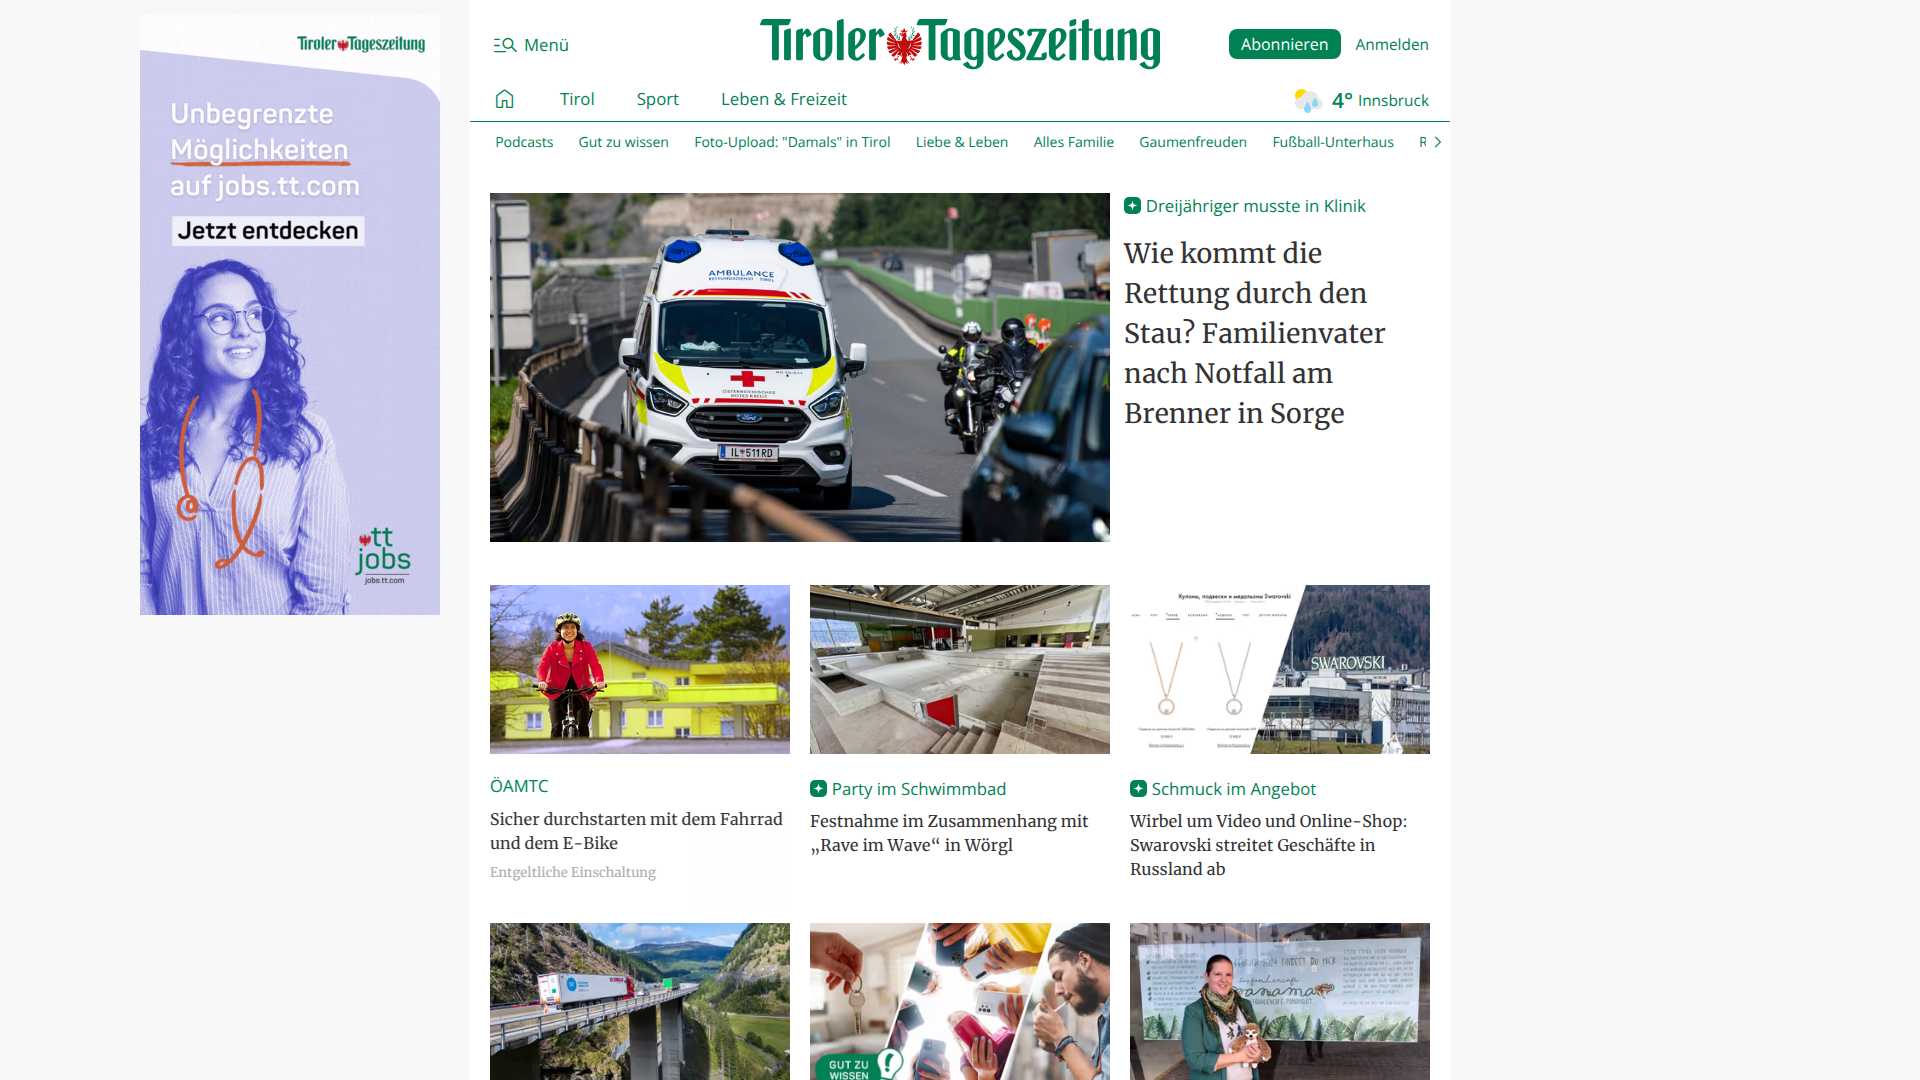 Tiroler Tageszeitung
Unbegrenzte
Möglichkeiten
auf jobs.tt.com
Jetzt entdecken
tt
jobs
jobs.tt.com
Menü
Tiroler Tageszeitung
Abonnieren
Anmelden
Tirol
Sport
Leben & Freizeit
4° Innsbruck
Podcasts
Gut zu wissen
Foto-Upload: "Damals" in Tirol
Liebe & Leben
Alles Familie
Gaumenfreuden
Fußball-Unterhaus
AMBULANCE
IL 511RD
Dreijähriger musste in Klinik
Wie kommt die
Rettung durch den
Stau? Familienvater
nach Notfall am
Brenner in Sorge
Кулоны, подвески и медальоны Swarovski
SWAROVSKI
ÖAMTC
Sicher durchstarten mit dem Fahrrad
und dem E-Bike
Entgeltliche Einschaltung
Party im Schwimmbad
Festnahme im Zusammenhang mit
„Rave im Wave“ in Wörgl
Schmuck im Angebot
Wirbel um Video und Online-Shop:
Swarovski streitet Geschäfte in
Russland ab
GUT ZU
WISSEN